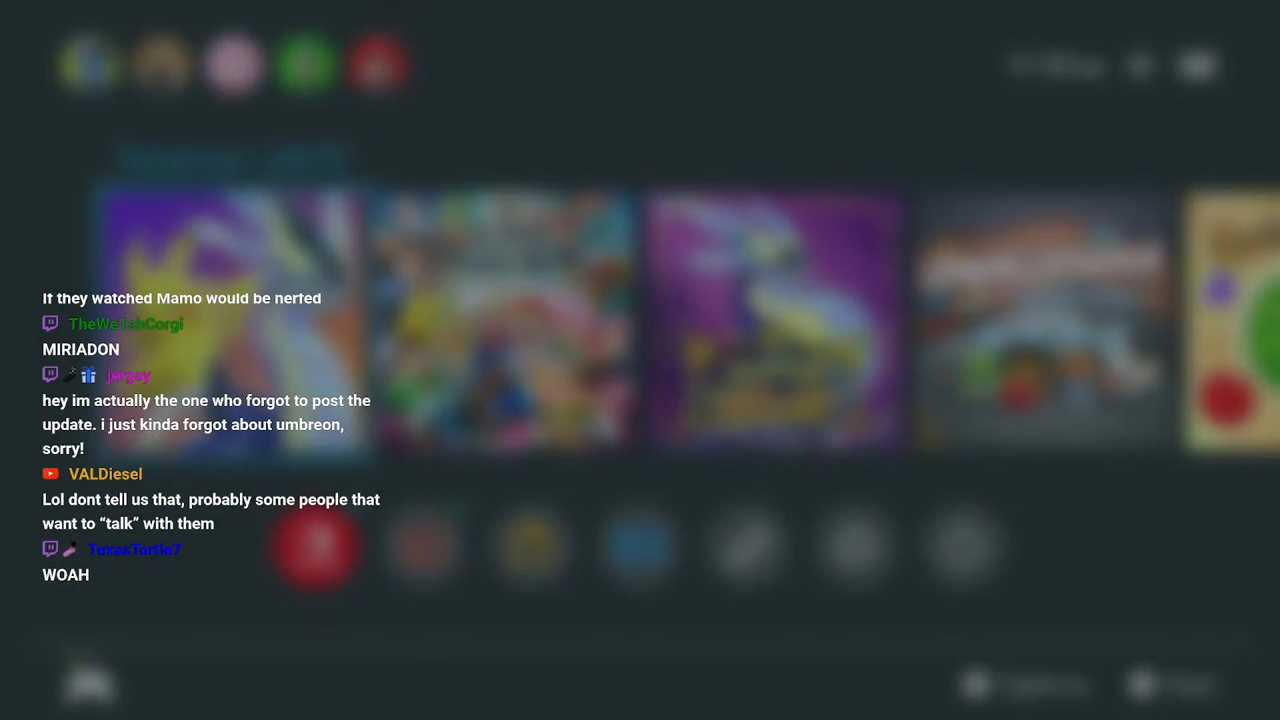 If they watched Mamo would be nerfed
TheWe1shCorgi
MIRIADON
jergay
hey im actually the one who forgot to post the
update. i just kinda forgot about umbreon,
sorry!
VALDiesel
Lol dont tell us that, probably some people that
want to “talk” with them
TexasTortle7
WOAH